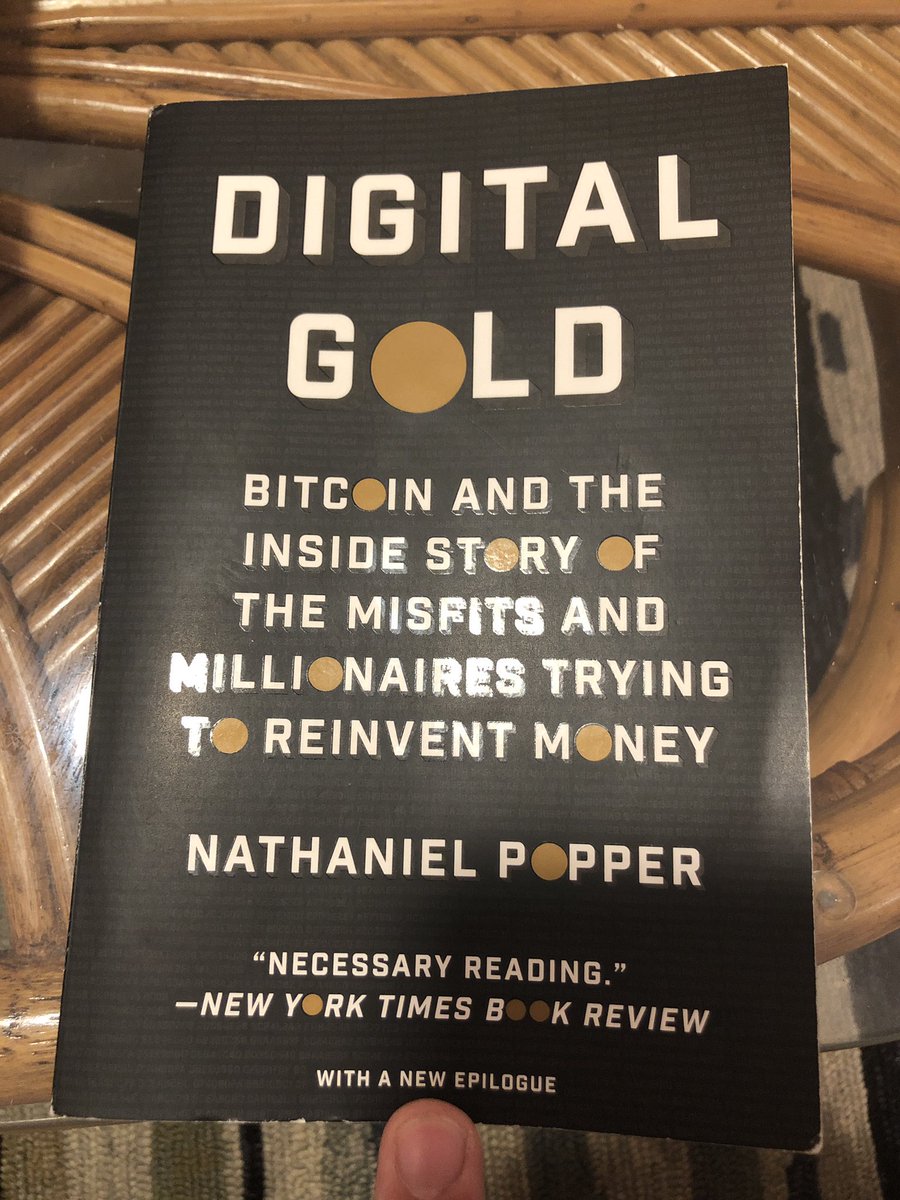 DIGITAL
GOLD
BITCOIN AND THE
INSIDE STORY OF
THE MISFITS AND
MILLIONAIRES TRYING
TO REINVENT MONEY
NATHANIEL POPPER
“NECESSARY READING.”
—NEW YORK TIMES BOOK REVIEW
WITH A NEW EPILOGUE